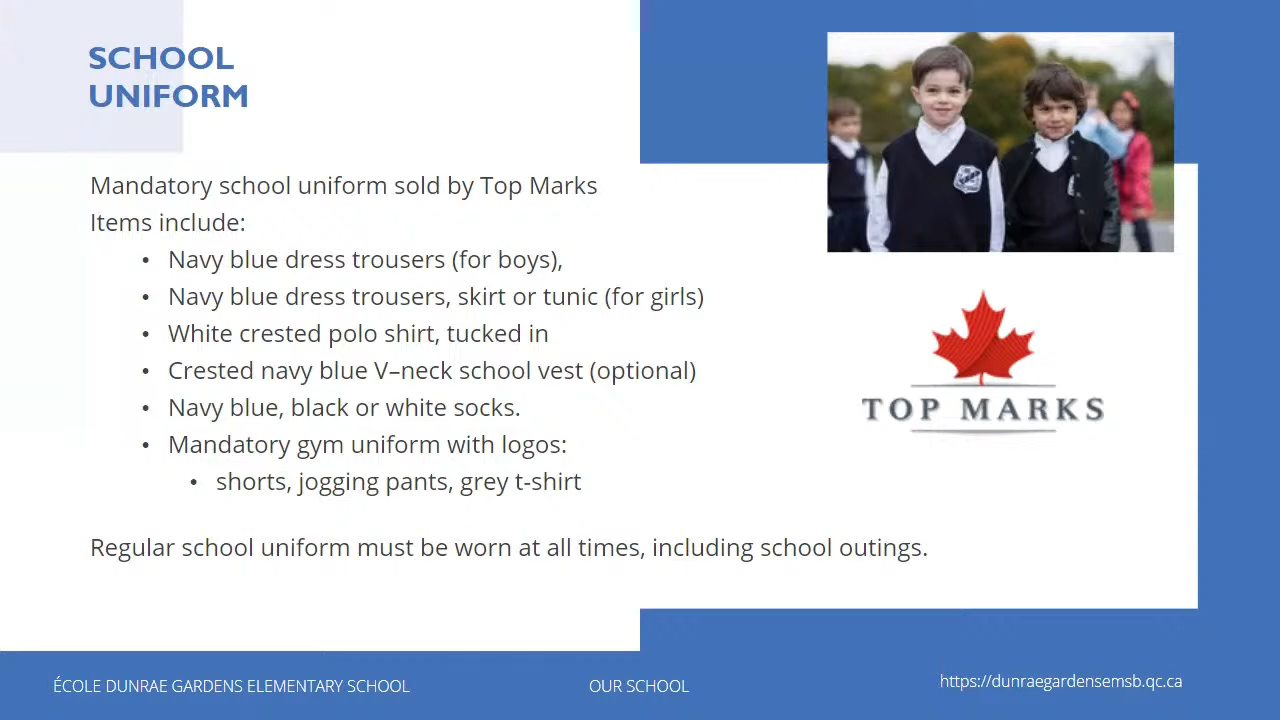 SCHOOL
UNIFORM
Mandatory school uniform sold by Top Marks
Items include:
• Navy blue dress trousers (for boys),
• Navy blue dress trousers, skirt or tunic (for girls)
• White crested polo shirt, tucked in
• Crested navy blue V–neck school vest (optional)
• Navy blue, black or white socks.
• Mandatory gym uniform with logos:
• shorts, jogging pants, grey t-shirt
Regular school uniform must be worn at all times, including school outings.
TOP MARKS
ÉCOLE DUNRAE GARDENS ELEMENTARY SCHOOL
OUR SCHOOL
https://dunraegardensemsb.qc.ca